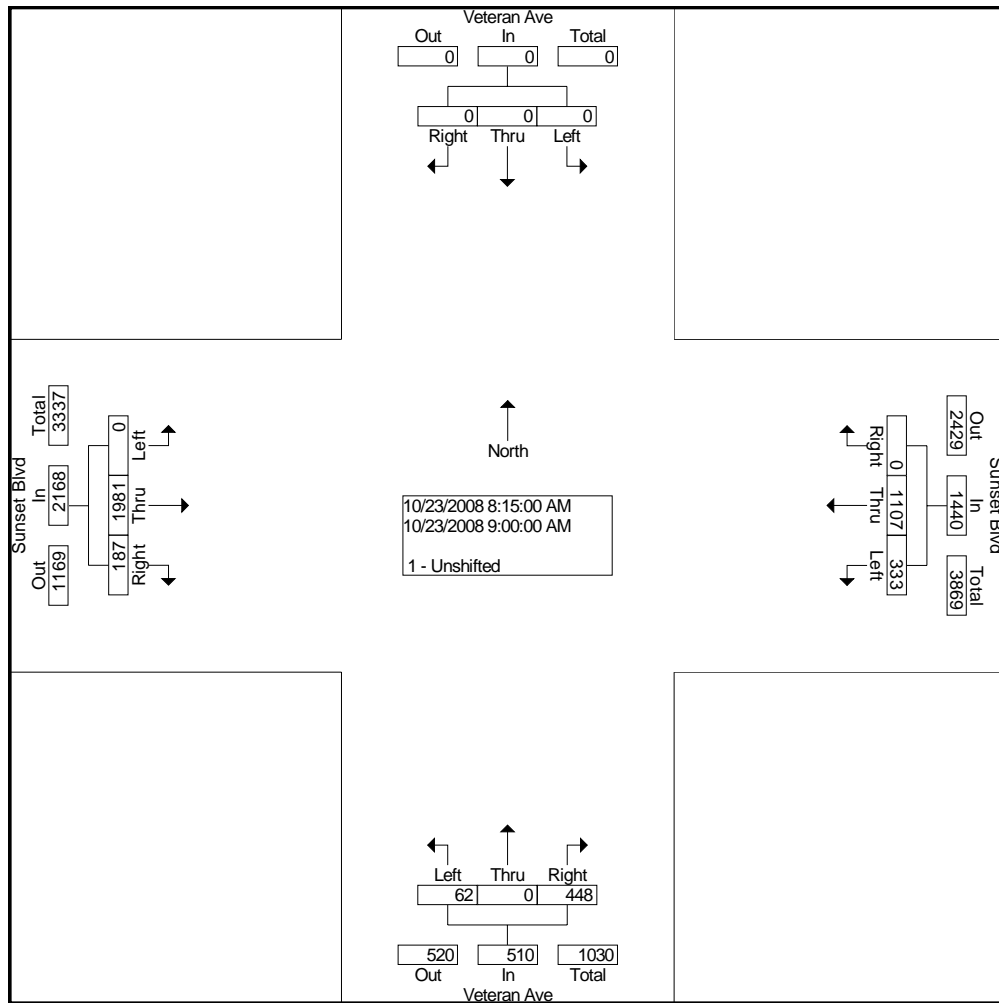 Veteran Ave
Out In Total
0 0 0
0 0 0
Right Thru Left
Sunset Blvd
Total In Out
3337 2168 1169
0 1981 187
Left Thru Right
North
10/23/2008 8:15:00 AM
10/23/2008 9:00:00 AM
1 - Unshifted
Right Thru Left
0 1107 333
2429 1440 3869
Out In Total
Sunset Blvd
Left Thru Right
62 0 448
520 510 1030
Out In Total
Veteran Ave